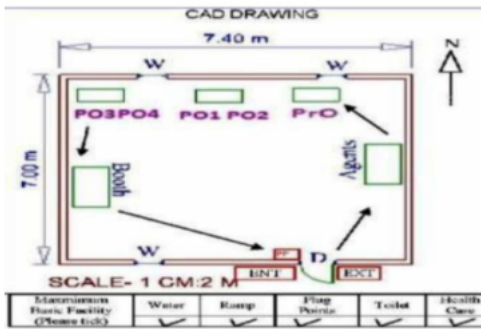 CAD DRAWING
7.40 m
N
W W
PO3PO4 PO1 PO2 PrO
7.00 m
Booth
Agents
W D
SCALE- 1 CM:2 M ENT EXT
Maxmimum Basic Facility (Please tick) Water Ramp Plug Points Toilet Health Care